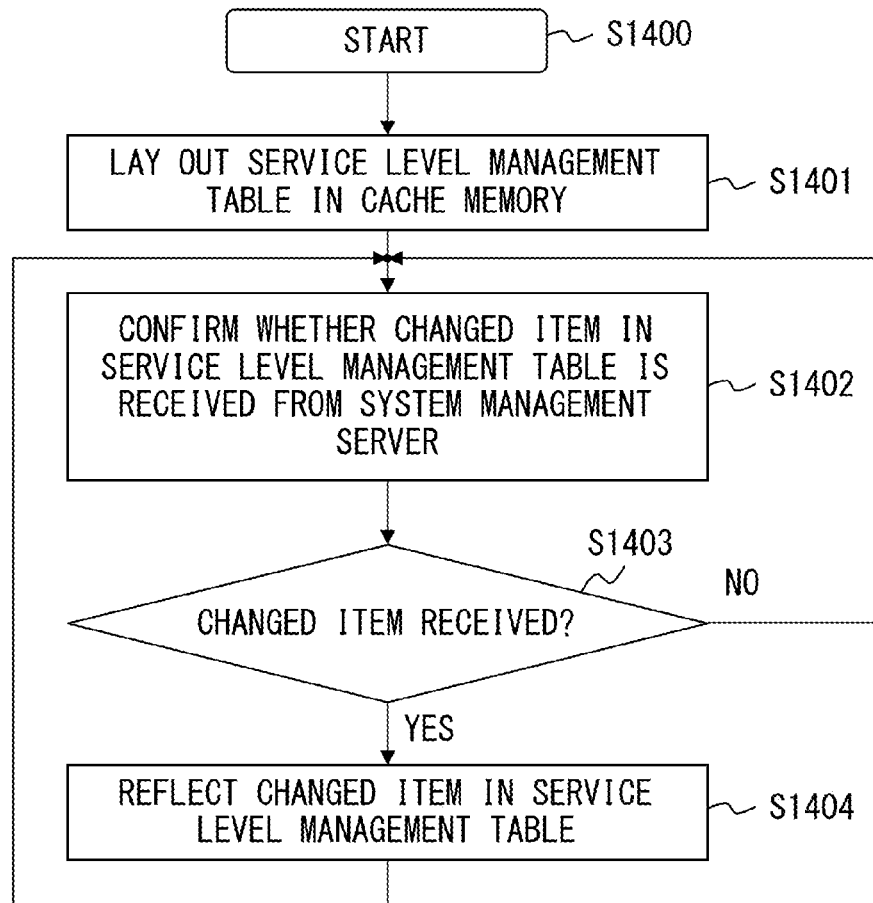 START
S1400
LAY OUT SERVICE LEVEL MANAGEMENT
TABLE IN CACHE MEMORY
S1401
CONFIRM WHETHER CHANGED ITEM IN
SERVICE LEVEL MANAGEMENT TABLE IS
RECEIVED FROM SYSTEM MANAGEMENT
SERVER
S1402
S1403
CHANGED ITEM RECEIVED?
NO
YES
REFLECT CHANGED ITEM IN SERVICE
LEVEL MANAGEMENT TABLE
S1404